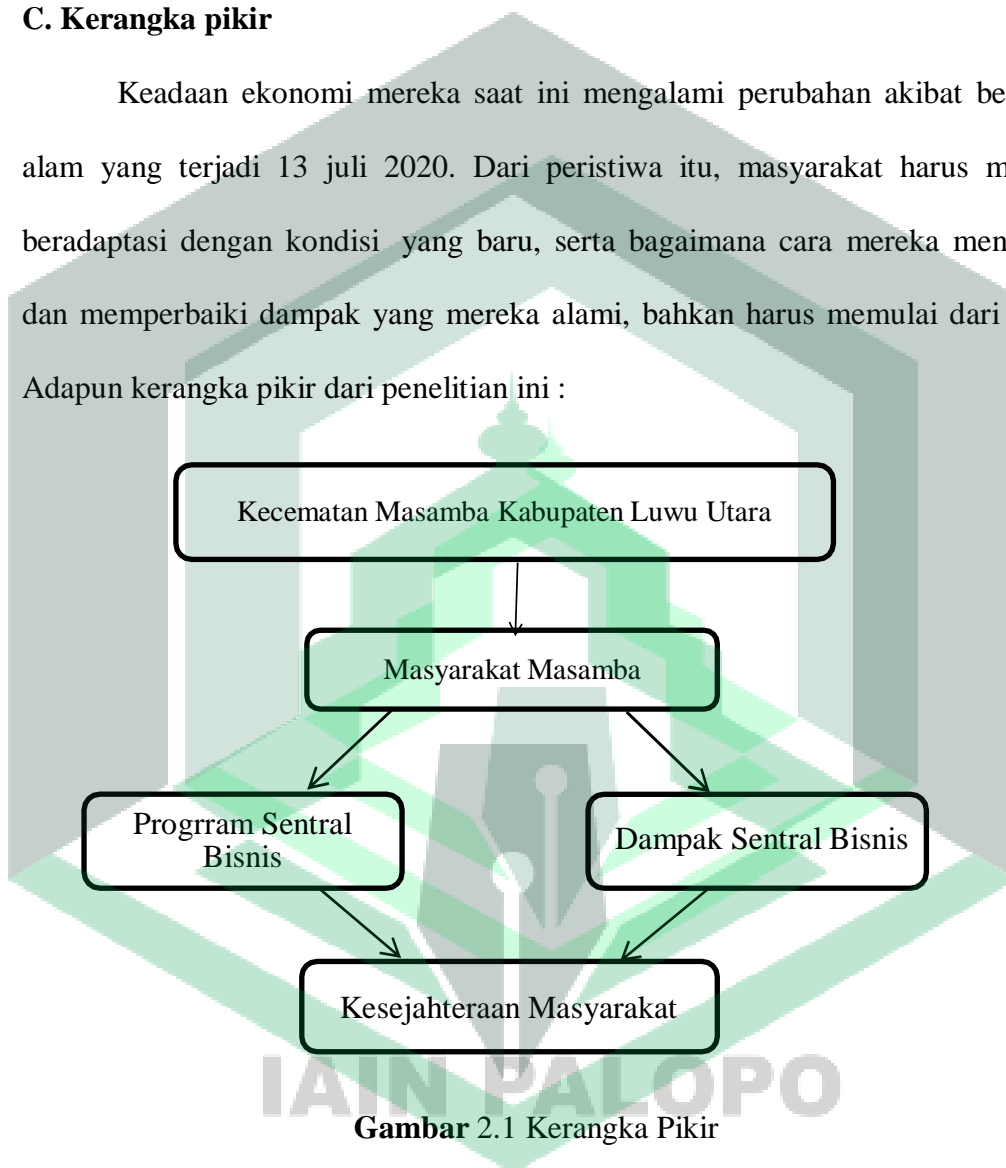 C. Kerangka pikir
Keadaan ekonomi mereka saat ini mengalami perubahan akibat
alam yang terjadi 13 juli 2020. Dari peristiwa itu, masyarakat harus
beradaptasi dengan kondisi yang baru, serta bagaimana cara mereka
dan memperbaiki dampak yang mereka alami, bahkan harus memulai dari
Adapun kerangka pikir dari penelitian ini :
Kecematan Masamba Kabupaten Luwu Utara
Masyarakat Masamba
Progrram Sentral
Bisnis
Dampak Sentral Bisnis
Kesejahteraan Masyarakat
IAIN PALOPO
Gambar 2.1 Kerangka Pikir